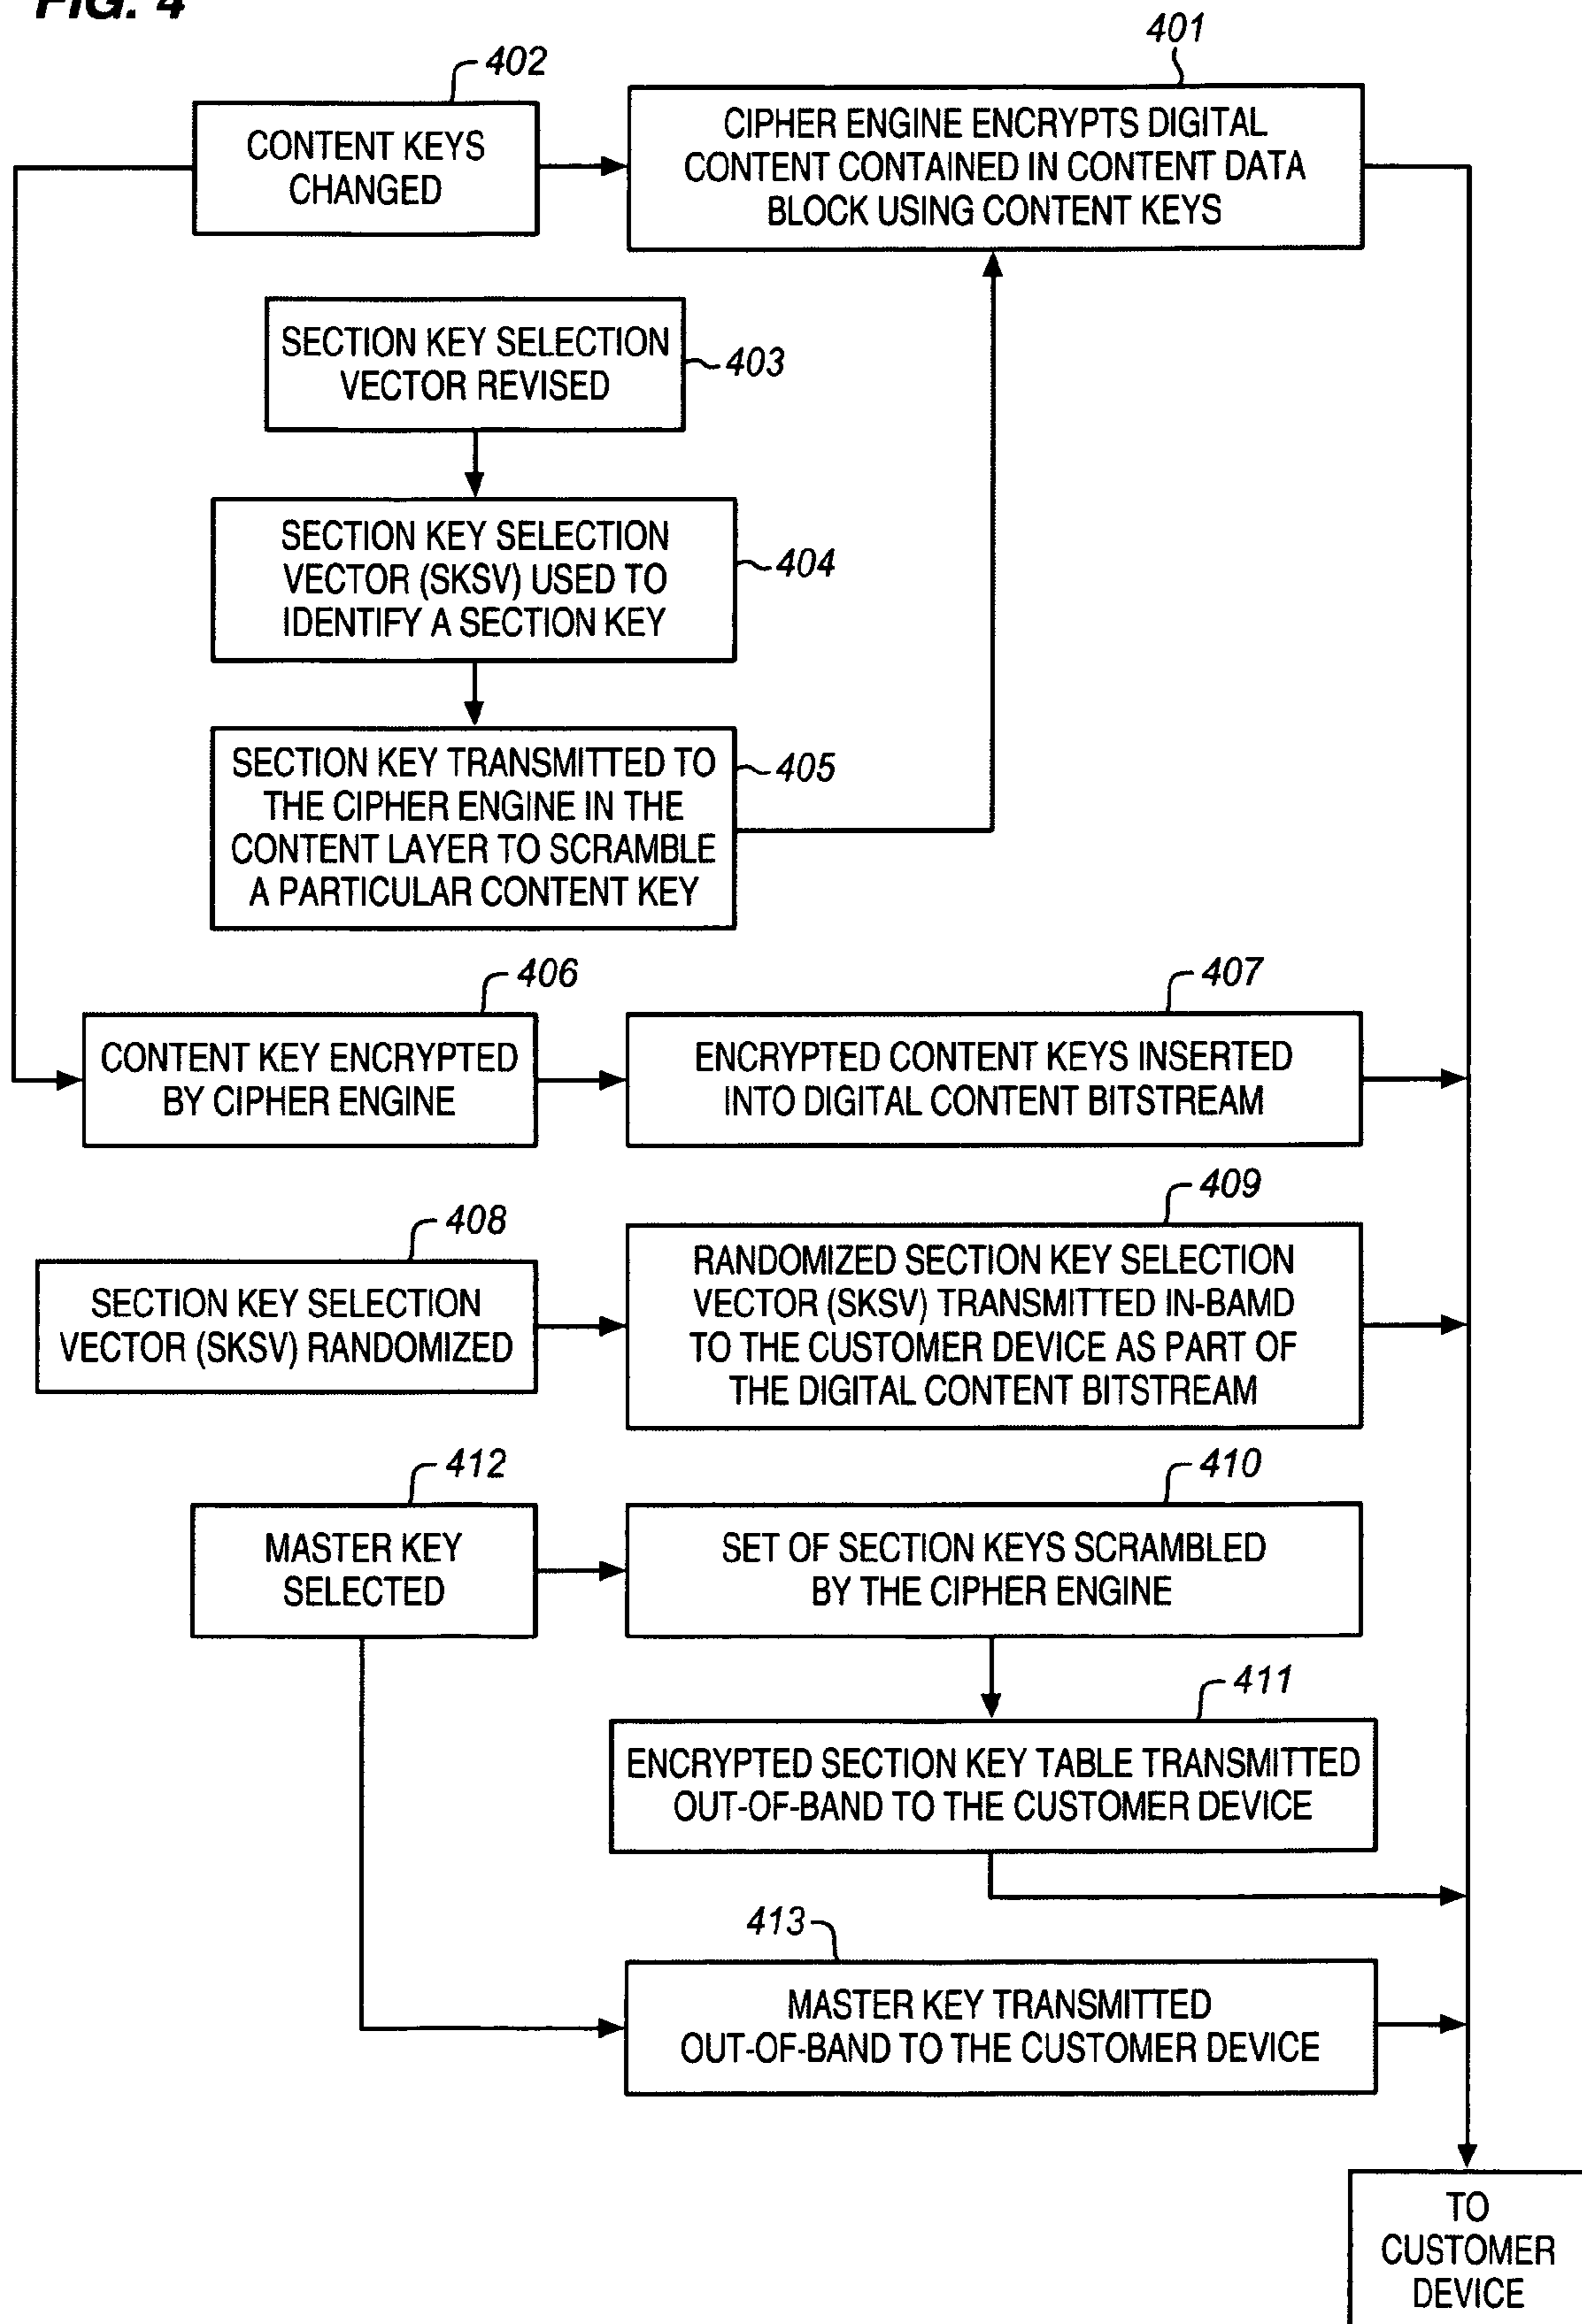 FIG. 4
401
402
CONTENT KEYS
CHANGED
CIPHER ENGINE ENCRYPTS DIGITAL
CONTENT CONTAINED IN CONTENT DATA
BLOCK USING CONTENT KEYS
SECTION KEY SELECTION
VECTOR REVISED
403
SECTION KEY SELECTION
VECTOR (SKSV) USED TO
IDENTIFY A SECTION KEY
404
SECTION KEY TRANSMITTED TO
THE CIPHER ENGINE IN THE
CONTENT LAYER TO SCRAMBLE
A PARTICULAR CONTENT KEY
405
406
CONTENT KEY ENCRYPTED
BY CIPHER ENGINE
407
ENCRYPTED CONTENT KEYS INSERTED
INTO DIGITAL CONTENT BITSTREAM
408
SECTION KEY SELECTION
VECTOR (SKSV) RANDOMIZED
409
RANDOMIZED SECTION KEY SELECTION
VECTOR (SKSV) TRANSMITTED IN-BAMD
TO THE CUSTOMER DEVICE AS PART OF
THE DIGITAL CONTENT BITSTREAM
412
MASTER KEY
SELECTED
410
SET OF SECTION KEYS SCRAMBLED
BY THE CIPHER ENGINE
411
ENCRYPTED SECTION KEY TABLE TRANSMITTED
OUT-OF-BAND TO THE CUSTOMER DEVICE
413
MASTER KEY TRANSMITTED
OUT-OF-BAND TO THE CUSTOMER DEVICE
TO
CUSTOMER
DEVICE